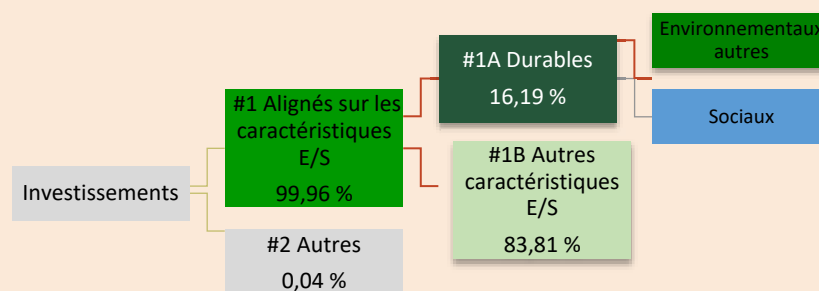 Investissements
#1 Alignés sur les
caractéristiques
E/S
99,96 %
#2 Autres
0,04 %
#1A Durables
16,19 %
#1B Autres
caractéristiques
E/S
83,81 %
Environnementaux
autres
Sociaux